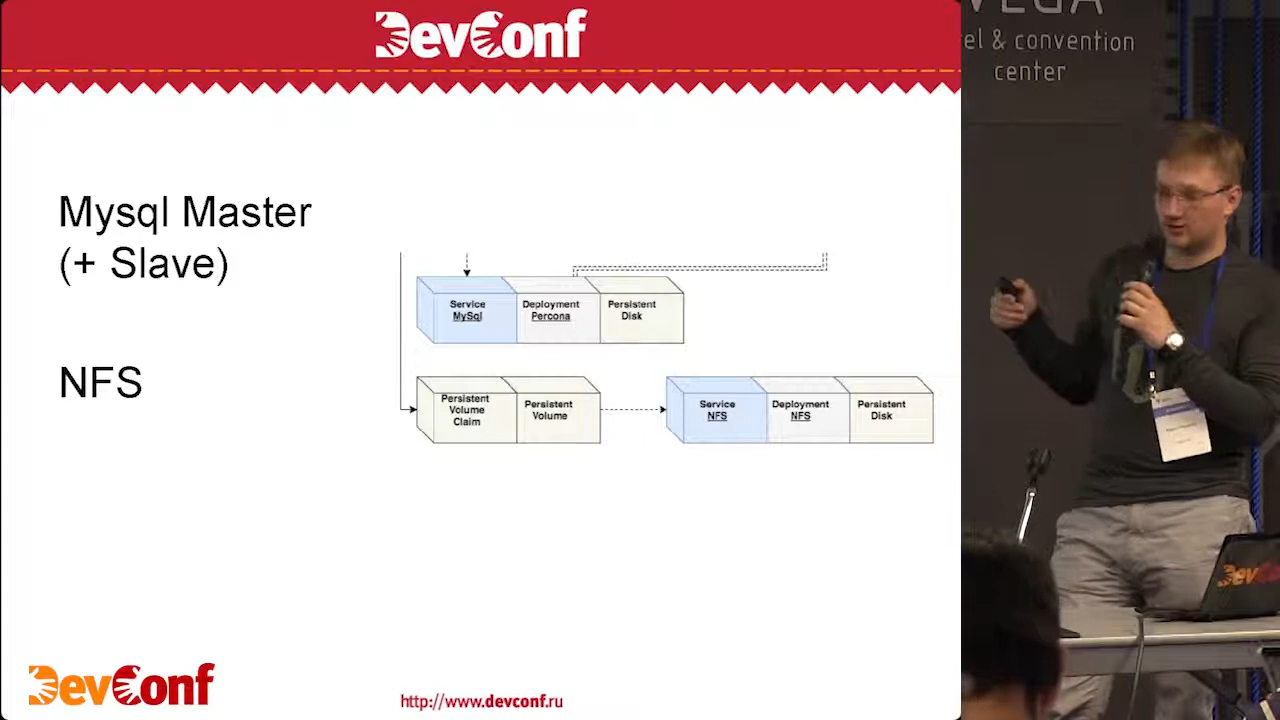 DevConf
Mysql Master
(+ Slave)
NFS
Service
MySql
Deployment
Percona
Persistent
Disk
Persistent
Volume
Claim
Persistent
Volume
Service
NFS
Deployment
NFS
Persistent
Disk
DevConf
http://www.devconf.ru
VEGA
el & convention
center